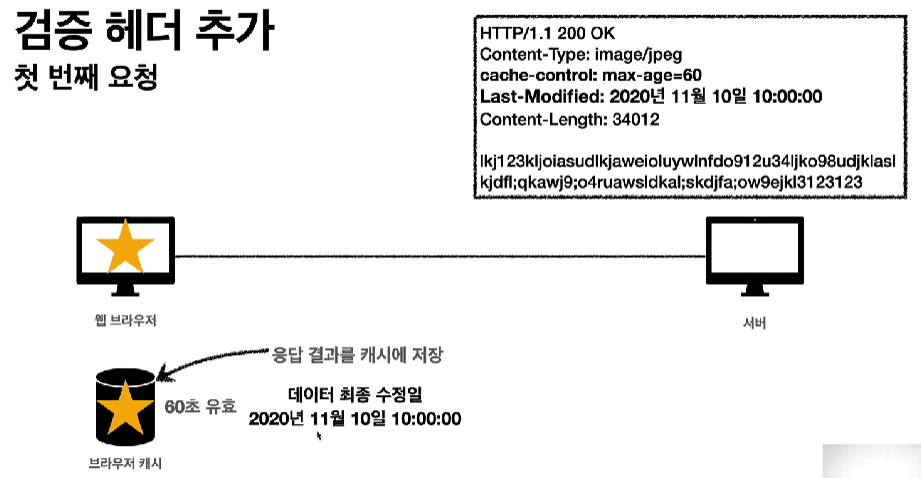 검증 헤더 추가
첫 번째 요청
HTTP/1.1 200 OK
Content-Type: image/jpeg
cache-control: max-age=60
Last-Modified: 2020년 11월 10일 10:00:00
Content-Length: 34012
lkj123kljoiasudlkjaweioluywlnfdo912u34ljko98udjklasl
kjdfl;qkawj9;o4ruawsldkal;skdjfa;ow9ejkl3123123
웹 브라우저
서버
응답 결과를 캐시에 저장
60초 유효
데이터 최종 수정일
2020년 11월 10일 10:00:00
브라우저 캐시